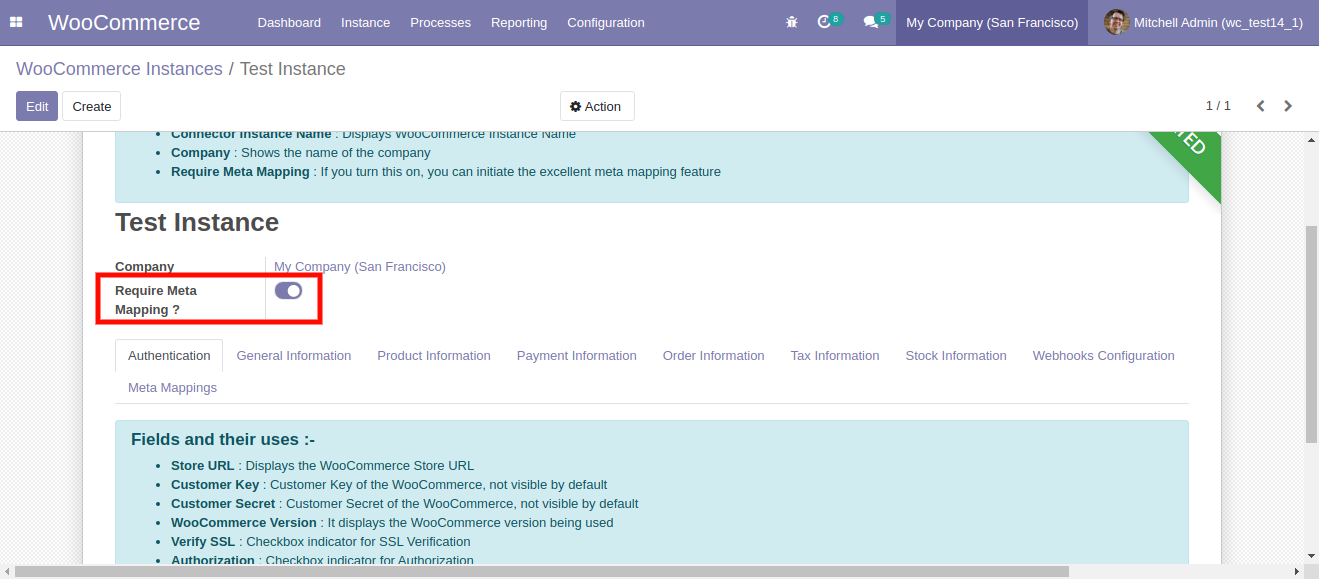 WooCommerce Dashboard Instance Processes Reporting Configuration 8 5 My Company (San Francisco) Mitchell Admin (wc_test14_1)
WooCommerce Instances / Test Instance
Edit Create Action 1 / 1
Connector Instance Name : Displays WooCommerce Instance Name
Company : Shows the name of the company
Require Meta Mapping : If you turn this on, you can initiate the excellent meta mapping feature
Test Instance
Company My Company (San Francisco)
Require Meta
Mapping ?
Authentication General Information Product Information Payment Information Order Information Tax Information Stock Information Webhooks Configuration
Meta Mappings
Fields and their uses :-
Store URL : Displays the WooCommerce Store URL
Customer Key : Customer Key of the WooCommerce, not visible by default
Customer Secret : Customer Secret of the WooCommerce, not visible by default
WooCommerce Version : It displays the WooCommerce version being used
Verify SSL : Checkbox indicator for SSL Verification
Authorization : Checkbox indicator for Authorization